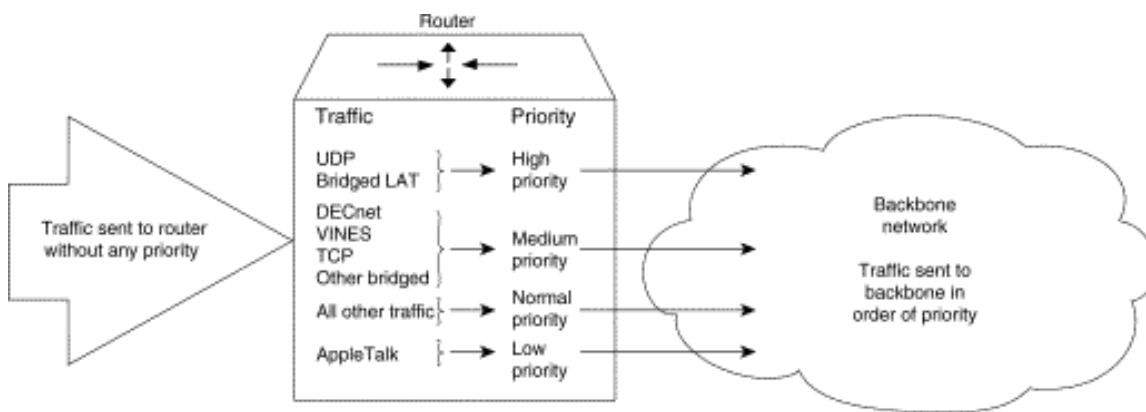 Router
Traffic sent to router
without any priority
Traffic
Priority
UDP
Bridged LAT
High
priority
DECnet
VINES
TCP
Other bridged
Medium
priority
All other traffic
Normal
priority
AppleTalk
Low
priority
Backbone
network
Traffic sent to
backbone in
order of priority